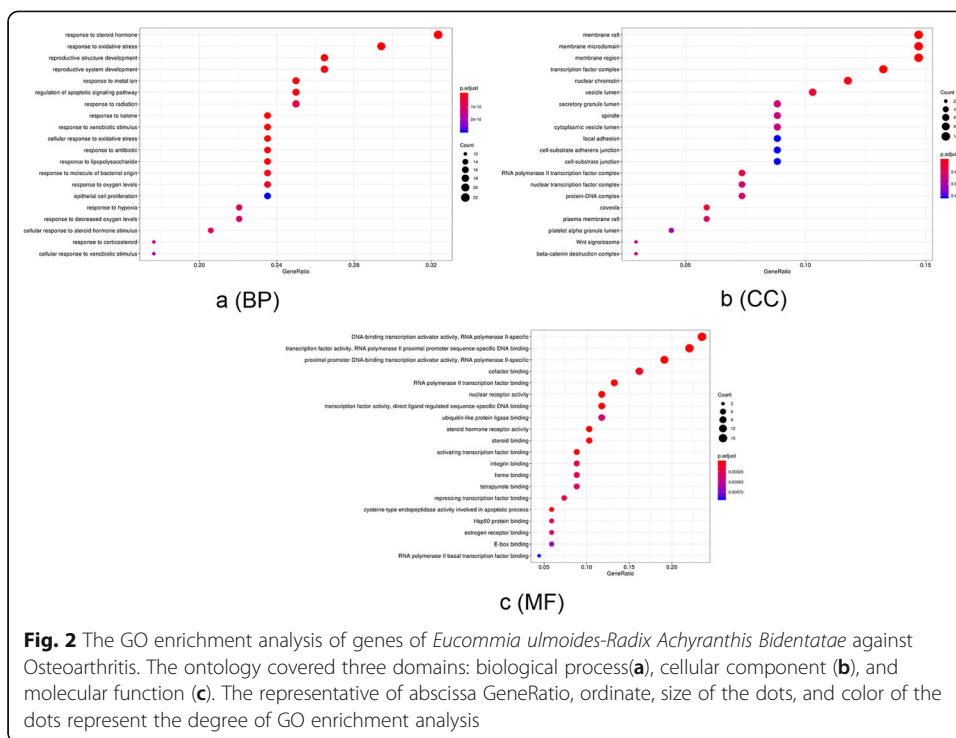 response to steroid hormone
response to oxidative stress
reproductive structure development
reproductive system development
response to metal ion
regulation of apoptotic signaling pathway
response to radiation
response to ketone
response to xenobiotic stimulus
cellular response to oxidative stress
response to antibiotic
response to lipopolysaccharide
response to molecule of bacterial origin
response to oxygen levels
epithelial cell proliferation
response to hypoxia
response to decreased oxygen levels
cellular response to steroid hormone stimulus
response to corticosteroid
cellular response to xenobiotic stimulus
0.20 0.24 0.28 0.32
GeneRatio
p.adjust
1e-10
2e-10
Count
12
14
16
18
20
22
a (BP)
membrane raft
membrane microdomain
membrane region
transcription factor complex
nuclear chromatin
vesicle lumen
secretory granule lumen
spindle
cytoplasmic vesicle lumen
focal adhesion
cell-substrate adherens junction
cell-substrate junction
RNA polymerase II transcription factor complex
nuclear transcription factor complex
protein-DNA complex
caveola
plasma membrane raft
platelet alpha granule lumen
Wnt signalosome
beta-catenin destruction complex
0.05 0.10 0.15
GeneRatio
Count
2
4
6
8
p.adjust
b (CC)
DNA-binding transcription activator activity, RNA polymerase II-specific
transcription factor activity, RNA polymerase II proximal promoter sequence-specific DNA binding
proximal promoter DNA-binding transcription activator activity, RNA polymerase II-specific
cofactor binding
RNA polymerase II transcription factor binding
nuclear receptor activity
transcription factor activity, direct ligand regulated sequence-specific DNA binding
ubiquitin-like protein ligase binding
steroid hormone receptor activity
steroid binding
activating transcription factor binding
integrin binding
heme binding
tetrapyrrole binding
repressing transcription factor binding
cysteine-type endopeptidase activity involved in apoptotic process
Hsp90 protein binding
estrogen receptor binding
E-box binding
RNA polymerase II basal transcription factor binding
0.05 0.10 0.15 0.20
GeneRatio
Count
3
6
9
12
15
p.adjust
0.00025
0.00050
0.00075
c (MF)
Fig. 2 The GO enrichment analysis of genes of Eucommia ulmoides-Radix Achyranthis Bidentatae against
Osteoarthritis. The ontology covered three domains: biological process(a), cellular component (b), and
molecular function (c). The representative of abscissa GeneRatio, ordinate, size of the dots, and color of the
dots represent the degree of GO enrichment analysis